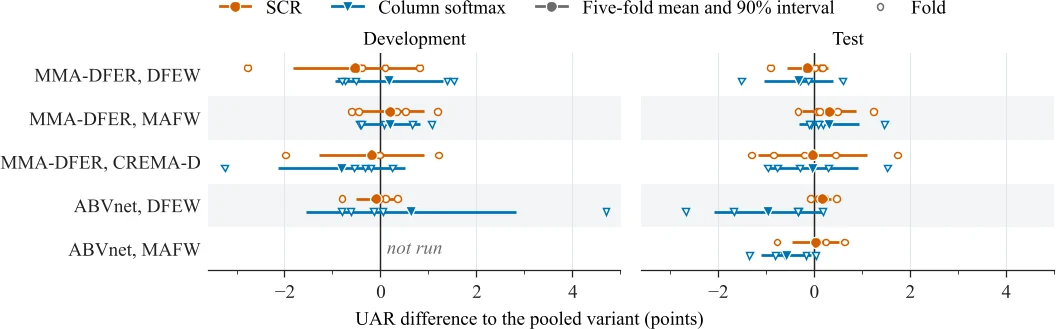 SCR Column softmax Five-fold mean and 90% interval Fold
Development Test
MMA-DFER, DFEW
MMA-DFER, MAFW
MMA-DFER, CREMA-D
ABVnet, DFEW
ABVnet, MAFW
not run
−2 0 2 4 −2 0 2 4
UAR difference to the pooled variant (points)